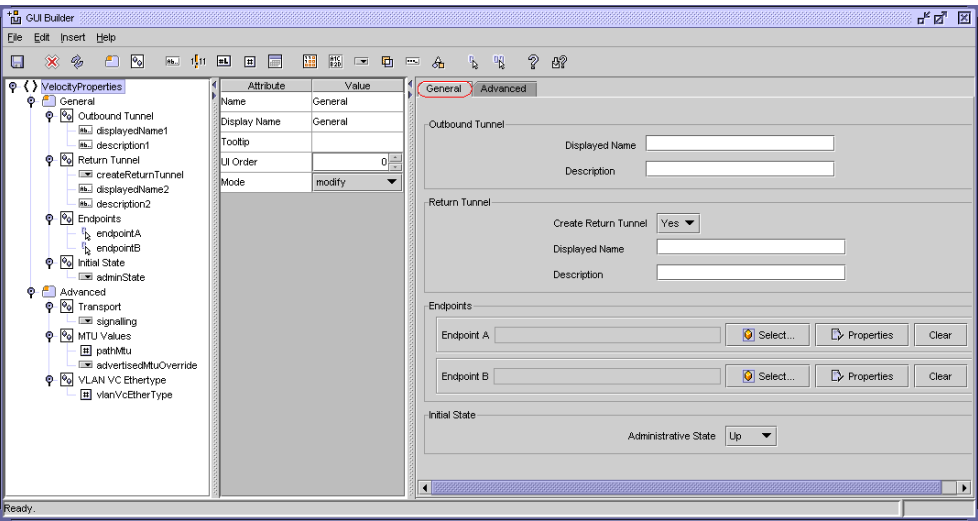 GUI Builder
File Edit Insert Help
VelocityProperties
General
Outbound Tunnel
displayedName1
description1
Return Tunnel
createReturnTunnel
displayedName2
description2
Endpoints
endpointA
endpointB
Initial State
adminState
Advanced
Transport
signalling
MTU Values
pathMtu
advertisedMtuOverride
VLAN VC Ethertype
vlanVcEtherType
Attribute Value
Name General
Display Name General
Tooltip
UI Order 0
Mode modify
General Advanced
Outbound Tunnel
Displayed Name
Description
Return Tunnel
Create Return Tunnel Yes
Displayed Name
Description
Endpoints
Endpoint A Select... Properties Clear
Endpoint B Select... Properties Clear
Initial State
Administrative State Up
Ready.